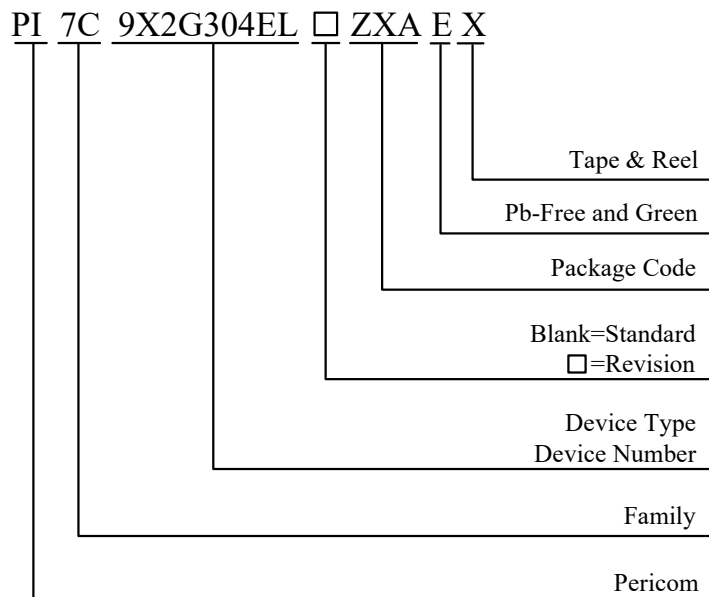 PI 7C 9X2G304EL □ ZXA E X
Tape & Reel
Pb-Free and Green
Package Code
Blank=Standard
□=Revision
Device Type
Device Number
Family
Pericom